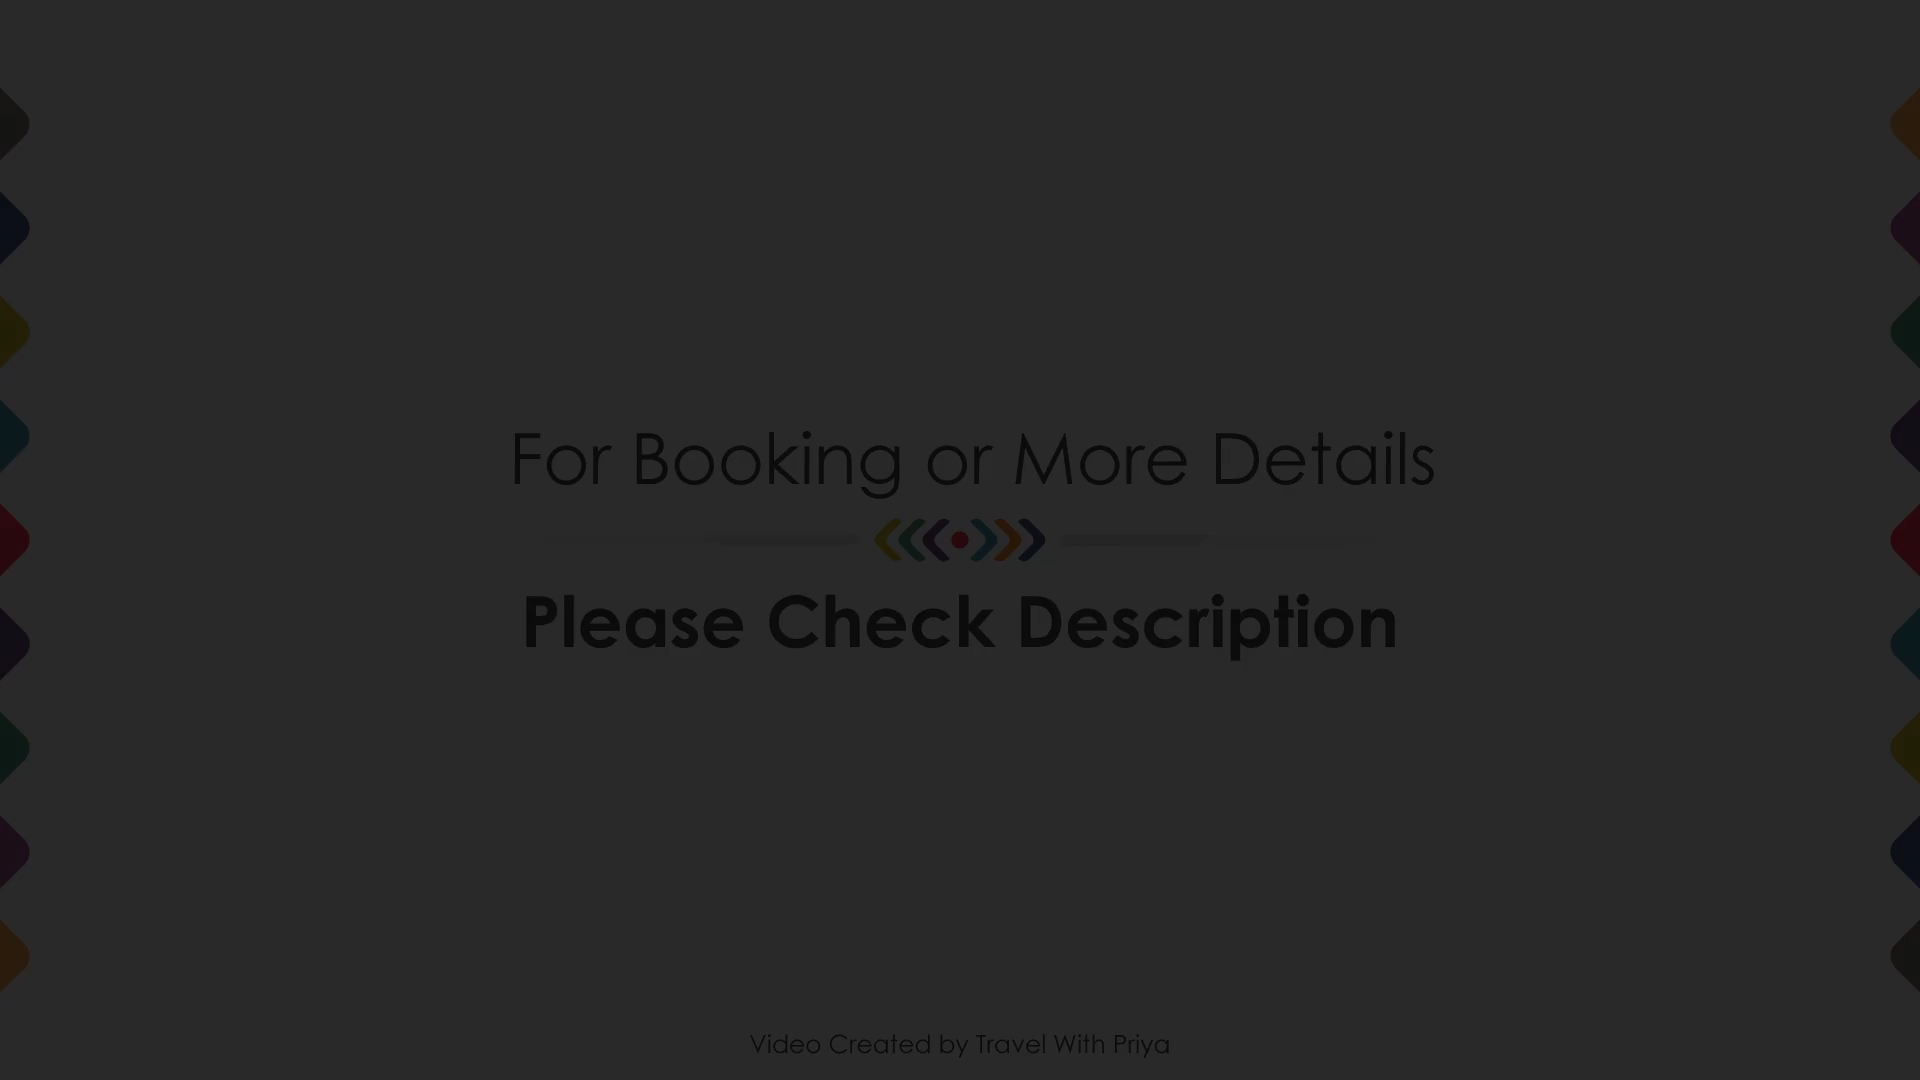 For Booking or More Details
Please Check Description
Video Created by Travel With Priya